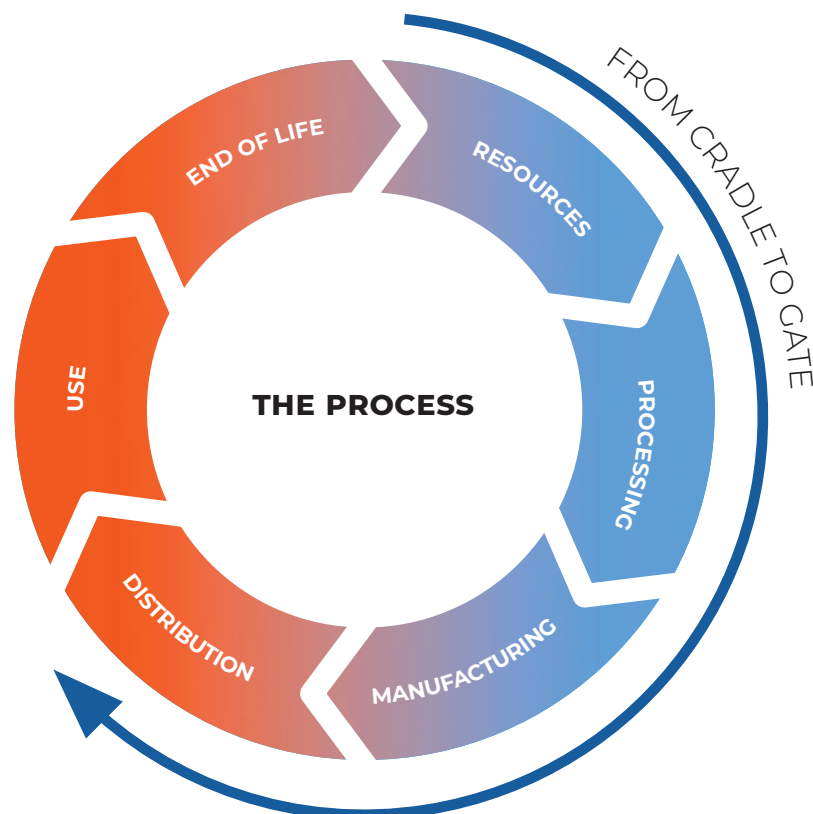 FROM CRADLE TO GATE
RESOURCES
PROCESSING
MANUFACTURING
DISTRIBUTION
USE
END OF LIFE
THE PROCESS